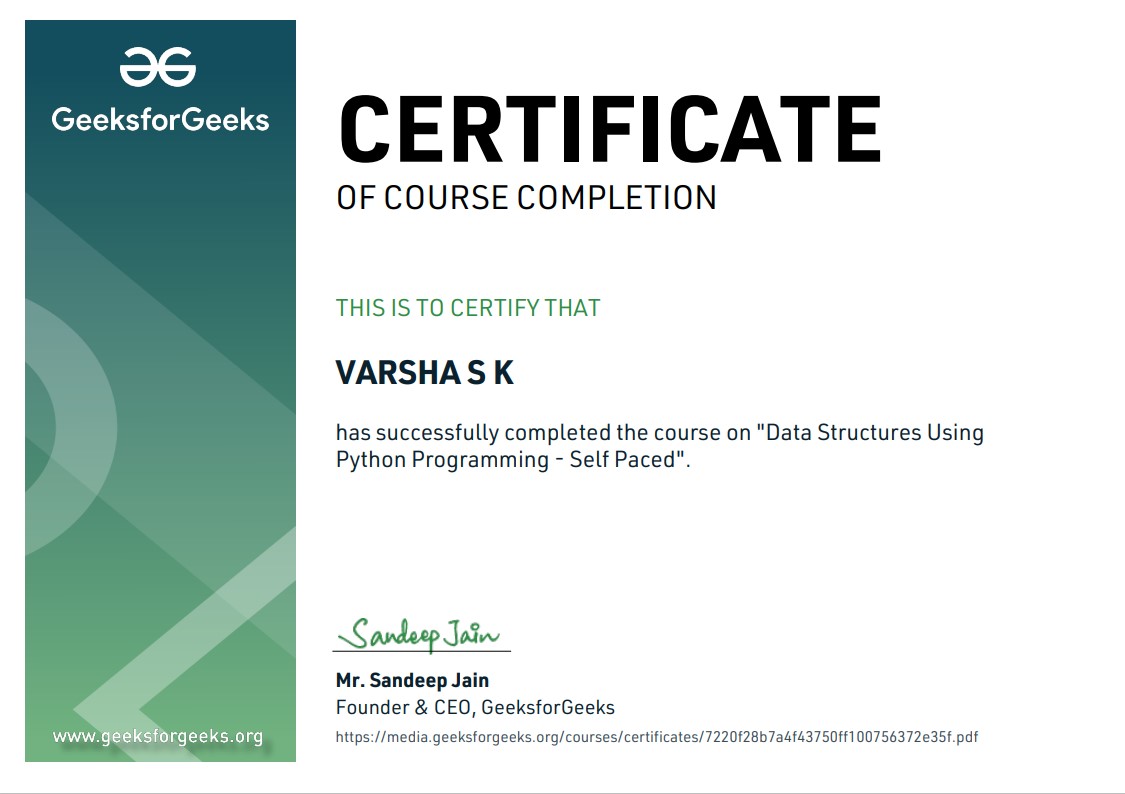 GeeksforGeeks
CERTIFICATE
OF COURSE COMPLETION
THIS IS TO CERTIFY THAT
VARSHA S K
has successfully completed the course on "Data Structures Using
Python Programming - Self Paced".
Sandeep Jain
Mr. Sandeep Jain
Founder & CEO, GeeksforGeeks
https://media.geeksforgeeks.org/courses/certificates/7220f28b7a4f43750ff100756372e35f.pdf
www.geeksforgeeks.org